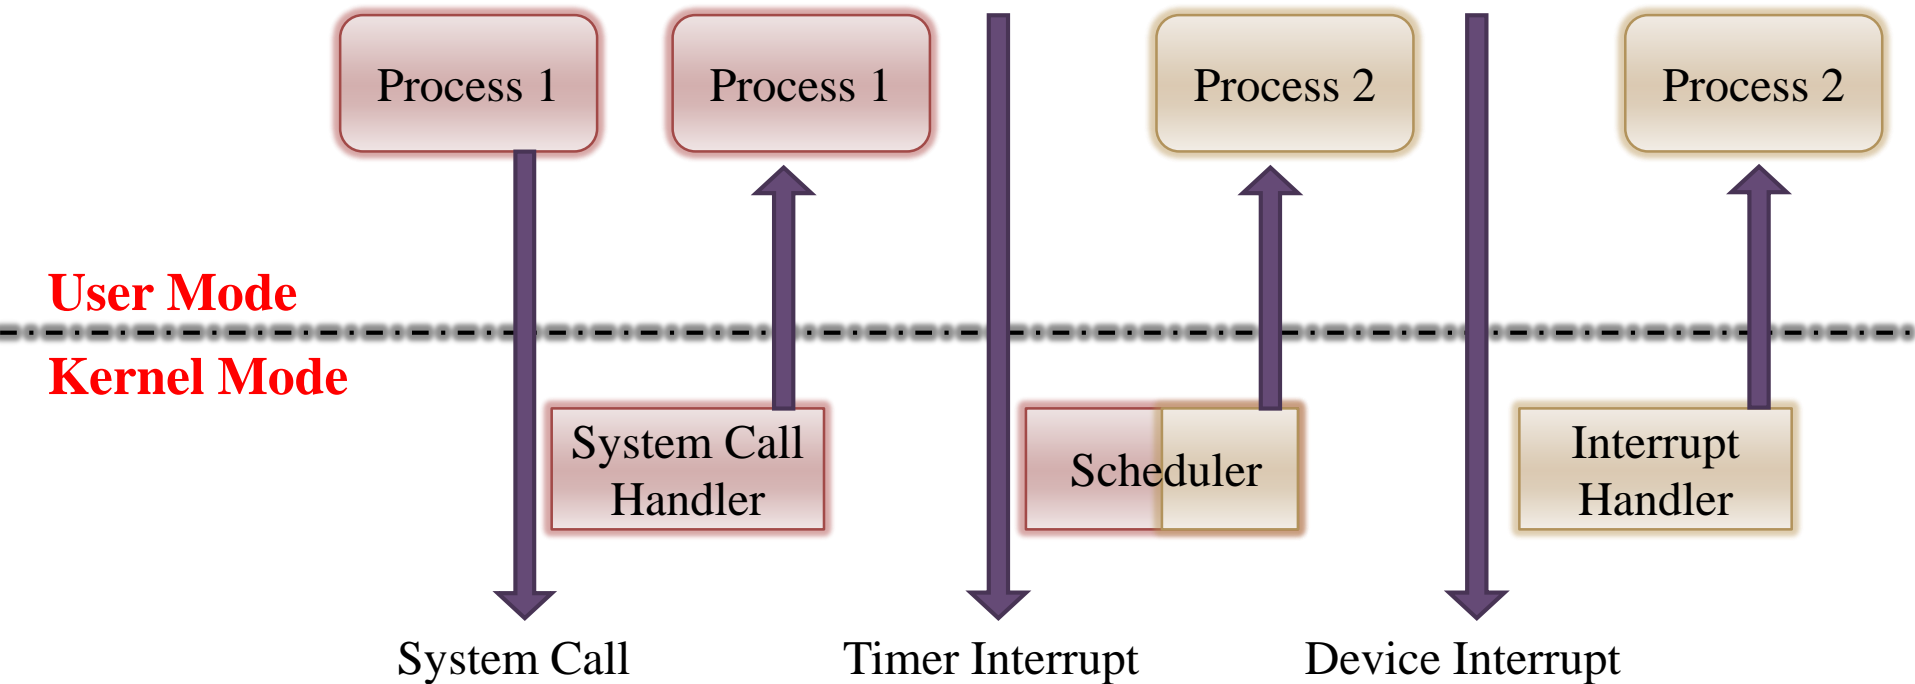 Process 1
Process 1
Process 2
Process 2
User Mode
Kernel Mode
System Call
Handler
Scheduler
Interrupt
Handler
System Call
Timer Interrupt
Device Interrupt